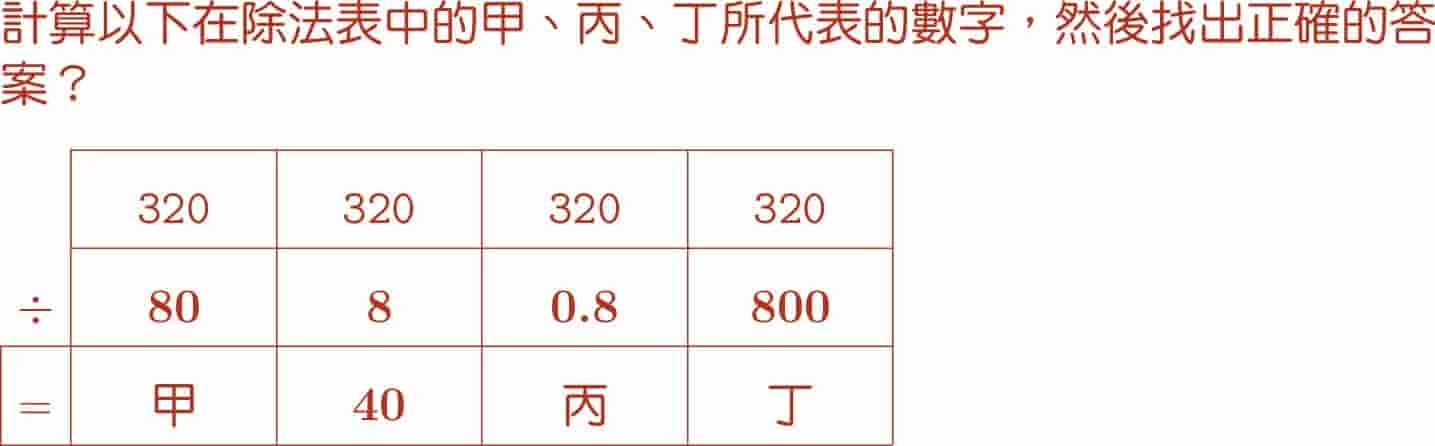 計算以下在除法表中的甲、丙、丁所代表的數字，然後找出正確的答
案？
320 320 320 320
÷ 80 8 0.8 800
= 甲 40 丙 丁